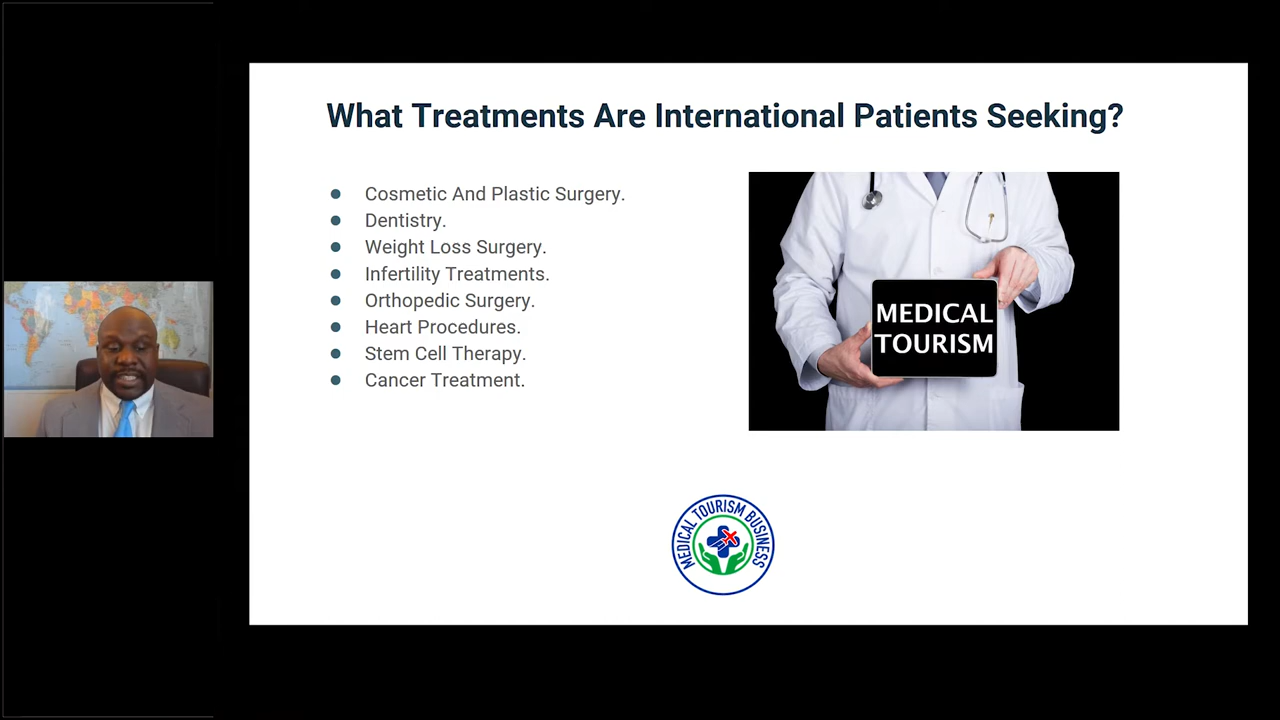 What Treatments Are International Patients Seeking?
Cosmetic And Plastic Surgery.
Dentistry.
Weight Loss Surgery.
Infertility Treatments.
Orthopedic Surgery.
Heart Procedures.
Stem Cell Therapy.
Cancer Treatment.
MEDICAL
TOURISM
MEDICAL TOURISM BUSINESS